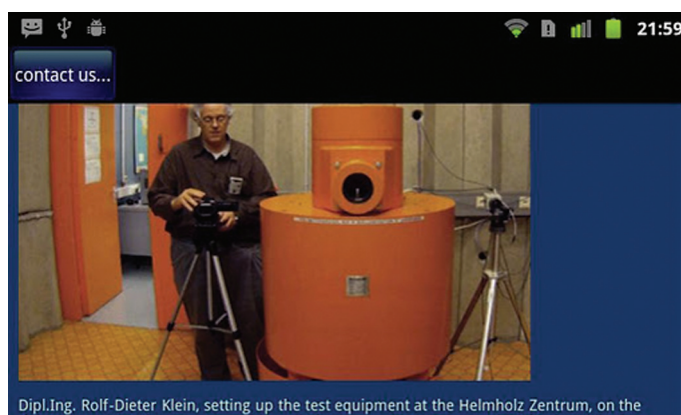 21:59
contact us...
Dipl.Ing. Rolf-Dieter Klein, setting up the test equipment at the Helmholz Zentrum, on the